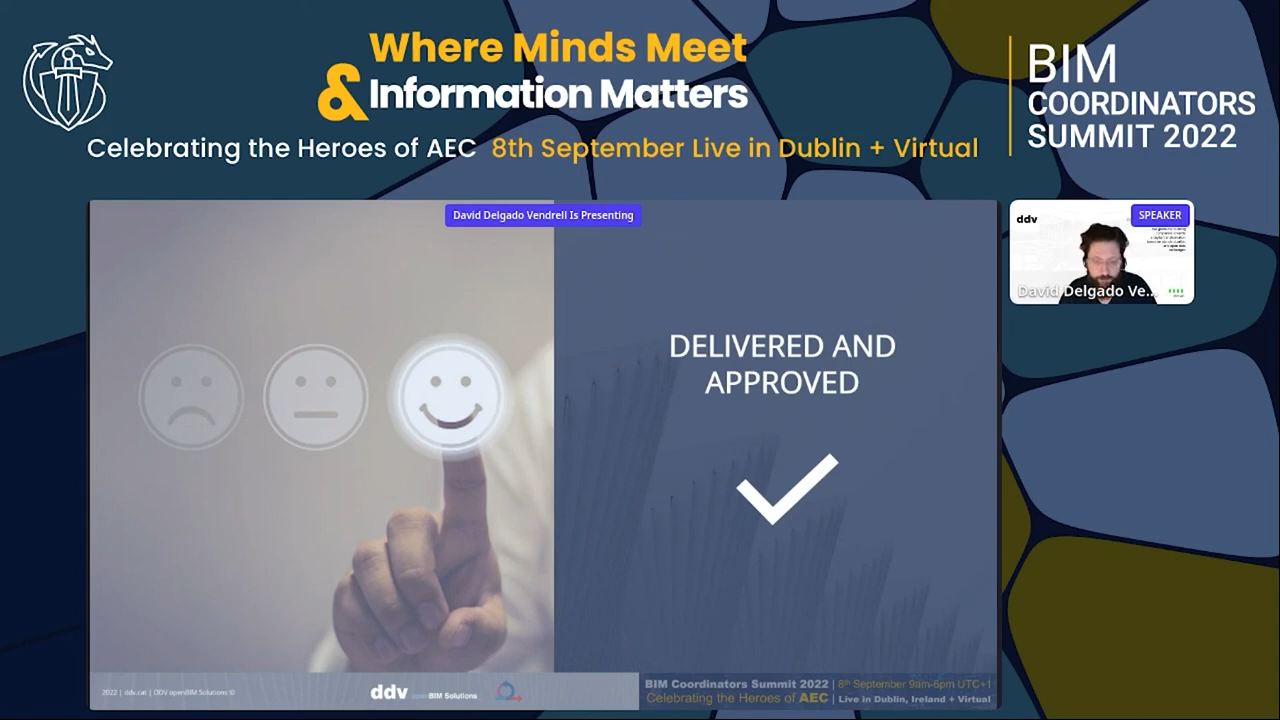 Where Minds Meet
& Information Matters
Celebrating the Heroes of AEC 8th September Live in Dublin + Virtual
BIM
COORDINATORS
SUMMIT 2022
David Delgado Vendrell Is Presenting
ddv
SPEAKER
David Delgado Ve...
DELIVERED AND
APPROVED
2022 | ddv.cat | DDV openBIM Solutions ©
ddv openBIM Solutions
BIM Coordinators Summit 2022 | 8th September 9am-6pm UTC+1
Celebrating the Heroes of AEC | Live in Dublin, Ireland + Virtual